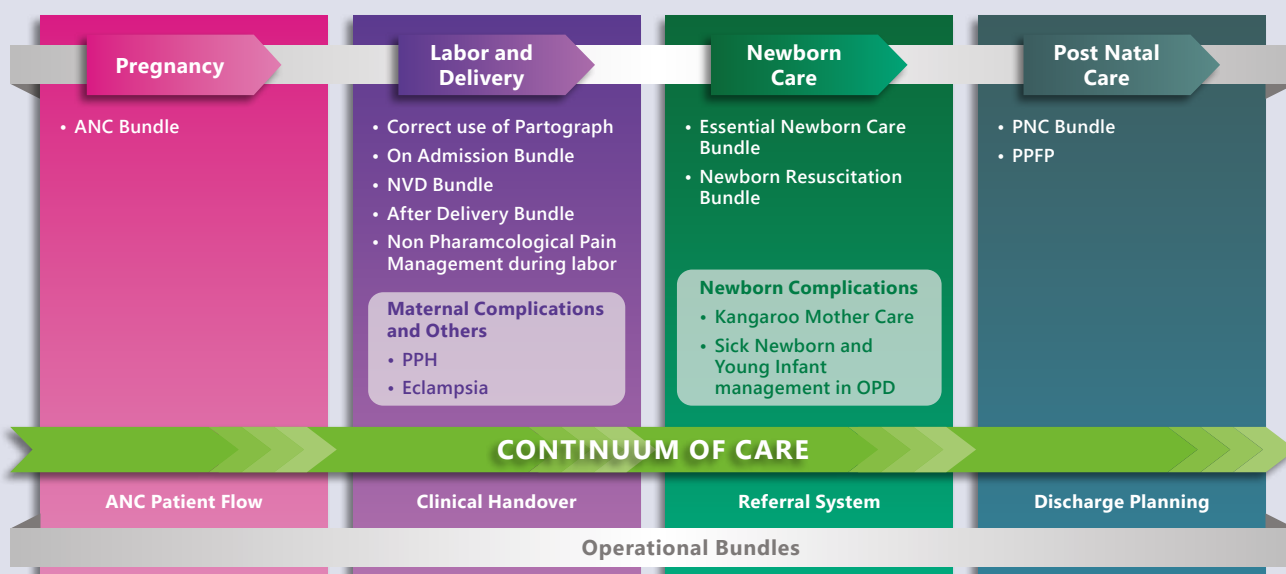 Pregnancy
• ANC Bundle
Labor and
Delivery
• Correct use of Partograph
• On Admission Bundle
• NVD Bundle
• After Delivery Bundle
• Non Pharamcological Pain
Management during labor
Maternal Complications
and Others
• PPH
• Eclampsia
Newborn
Care
• Essential Newborn Care
Bundle
• Newborn Resuscitation
Bundle
Newborn Complications
• Kangaroo Mother Care
• Sick Newborn and
Young Infant
management in OPD
Post Natal
Care
• PNC Bundle
• PPFP
CONTINUUM OF CARE
ANC Patient Flow
Clinical Handover
Referral System
Discharge Planning
Operational Bundles